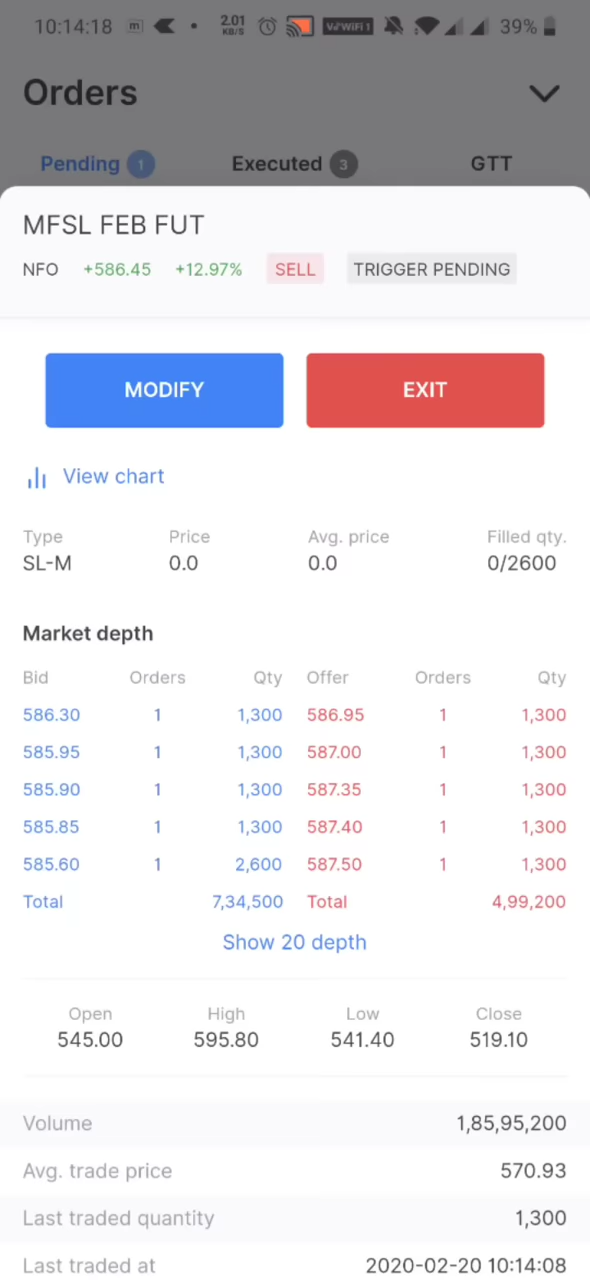 10:14:18 m 2.01 KB/S VoWiFi 1 39%
Orders
Pending 1 Executed 3 GTT
MFSL FEB FUT
NFO +586.45 +12.97% SELL TRIGGER PENDING
MODIFY EXIT
View chart
Type Price Avg. price Filled qty.
SL-M 0.0 0.0 0/2600
Market depth
Bid Orders Qty Offer Orders Qty
586.30 1 1,300 586.95 1 1,300
585.95 1 1,300 587.00 1 1,300
585.90 1 1,300 587.35 1 1,300
585.85 1 1,300 587.40 1 1,300
585.60 1 2,600 587.50 1 1,300
Total 7,34,500 Total 4,99,200
Show 20 depth
Open High Low Close
545.00 595.80 541.40 519.10
Volume 1,85,95,200
Avg. trade price 570.93
Last traded quantity 1,300
Last traded at 2020-02-20 10:14:08